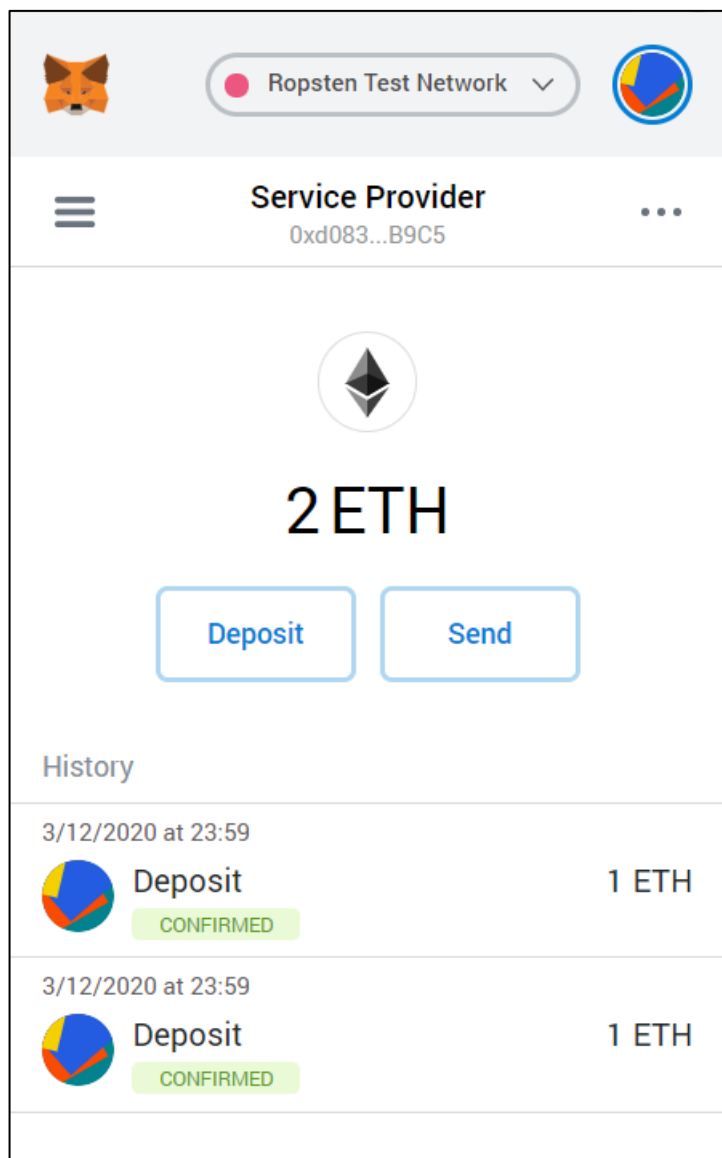 Ropsten Test Network
Service Provider
0xd083...B9C5
2 ETH
Deposit Send
History
3/12/2020 at 23:59
Deposit 1 ETH
CONFIRMED
3/12/2020 at 23:59
Deposit 1 ETH
CONFIRMED